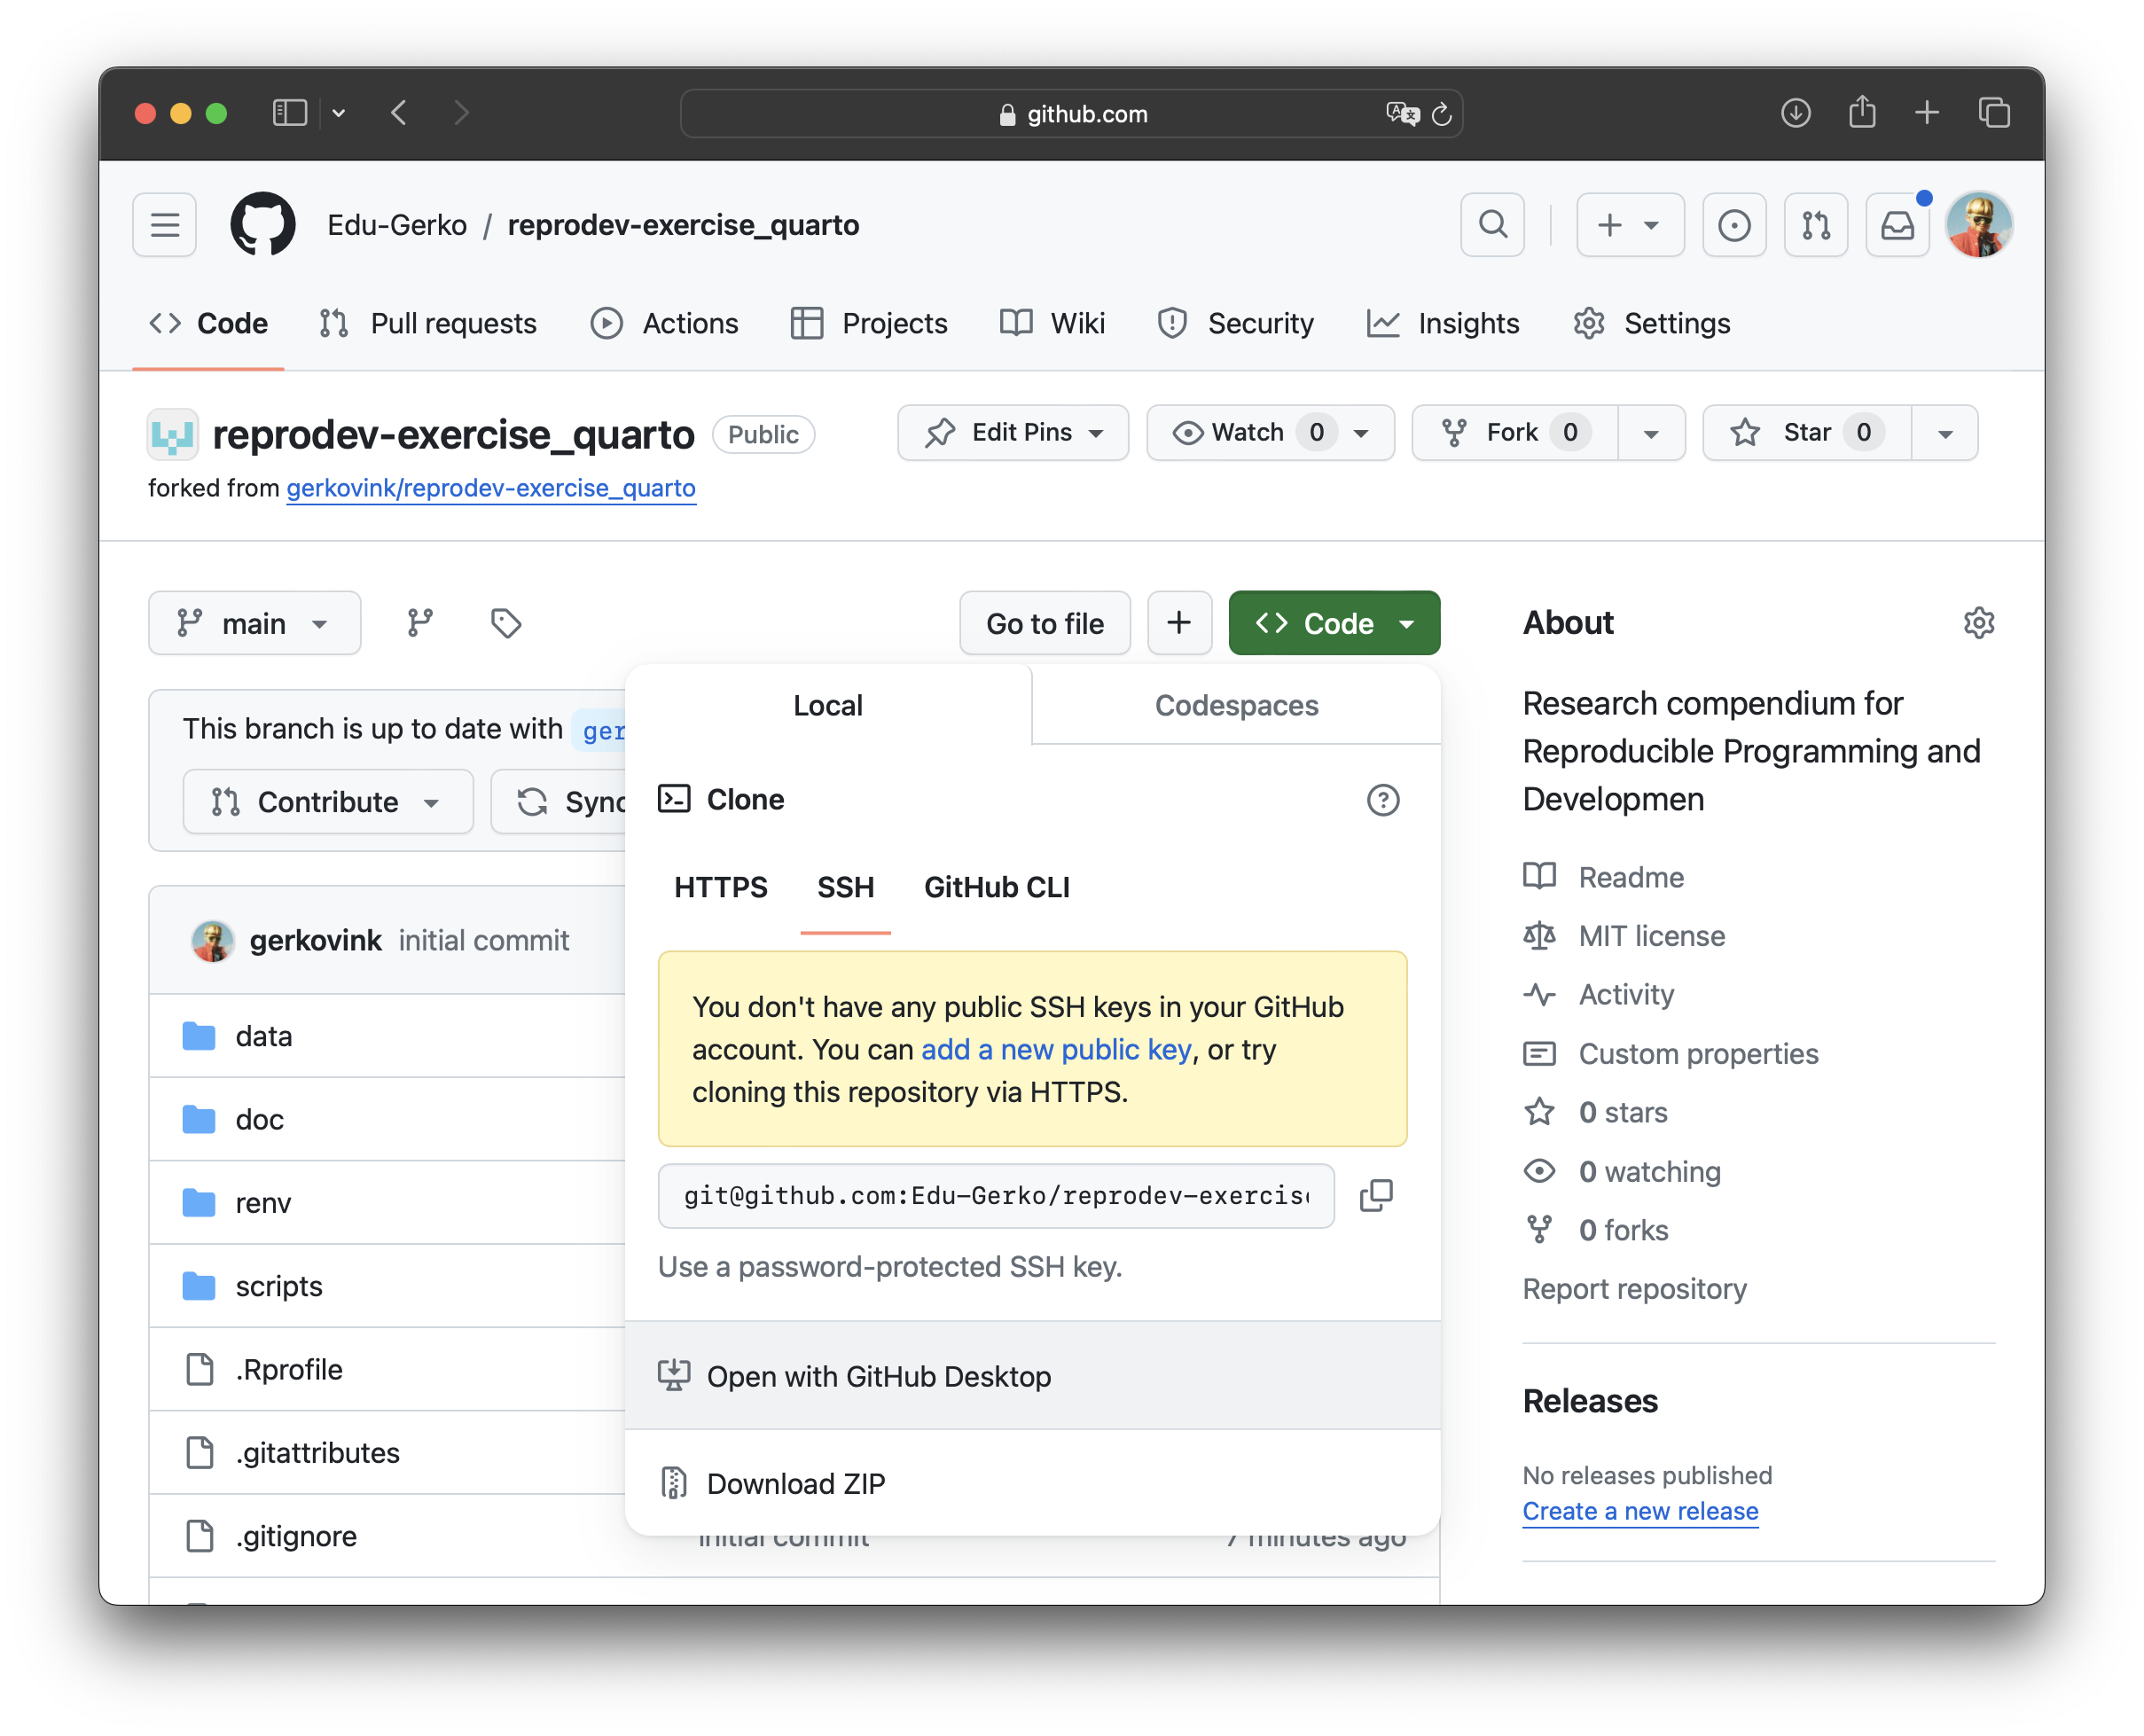 github.com
Edu-Gerko / reprodev-exercise_quarto
Code Pull requests Actions Projects Wiki Security Insights Settings
reprodev-exercise_quarto Public Edit Pins Watch 0 Fork 0 Star 0
forked from gerkovink/reprodev-exercise_quarto
main Go to file + Code
This branch is up to date with ger
Contribute Sync
gerkovink initial commit
data
doc
renv
scripts
.Rprofile
.gitattributes
.gitignore initial commit 7 minutes ago
Local Codespaces
Clone
HTTPS SSH GitHub CLI
You don't have any public SSH keys in your GitHub
account. You can add a new public key, or try
cloning this repository via HTTPS.
git@github.com:Edu-Gerko/reprodev-exercise
Use a password-protected SSH key.
Open with GitHub Desktop
Download ZIP
About
Research compendium for
Reproducible Programming and
Developmen
Readme
MIT license
Activity
Custom properties
0 stars
0 watching
0 forks
Report repository
Releases
No releases published
Create a new release